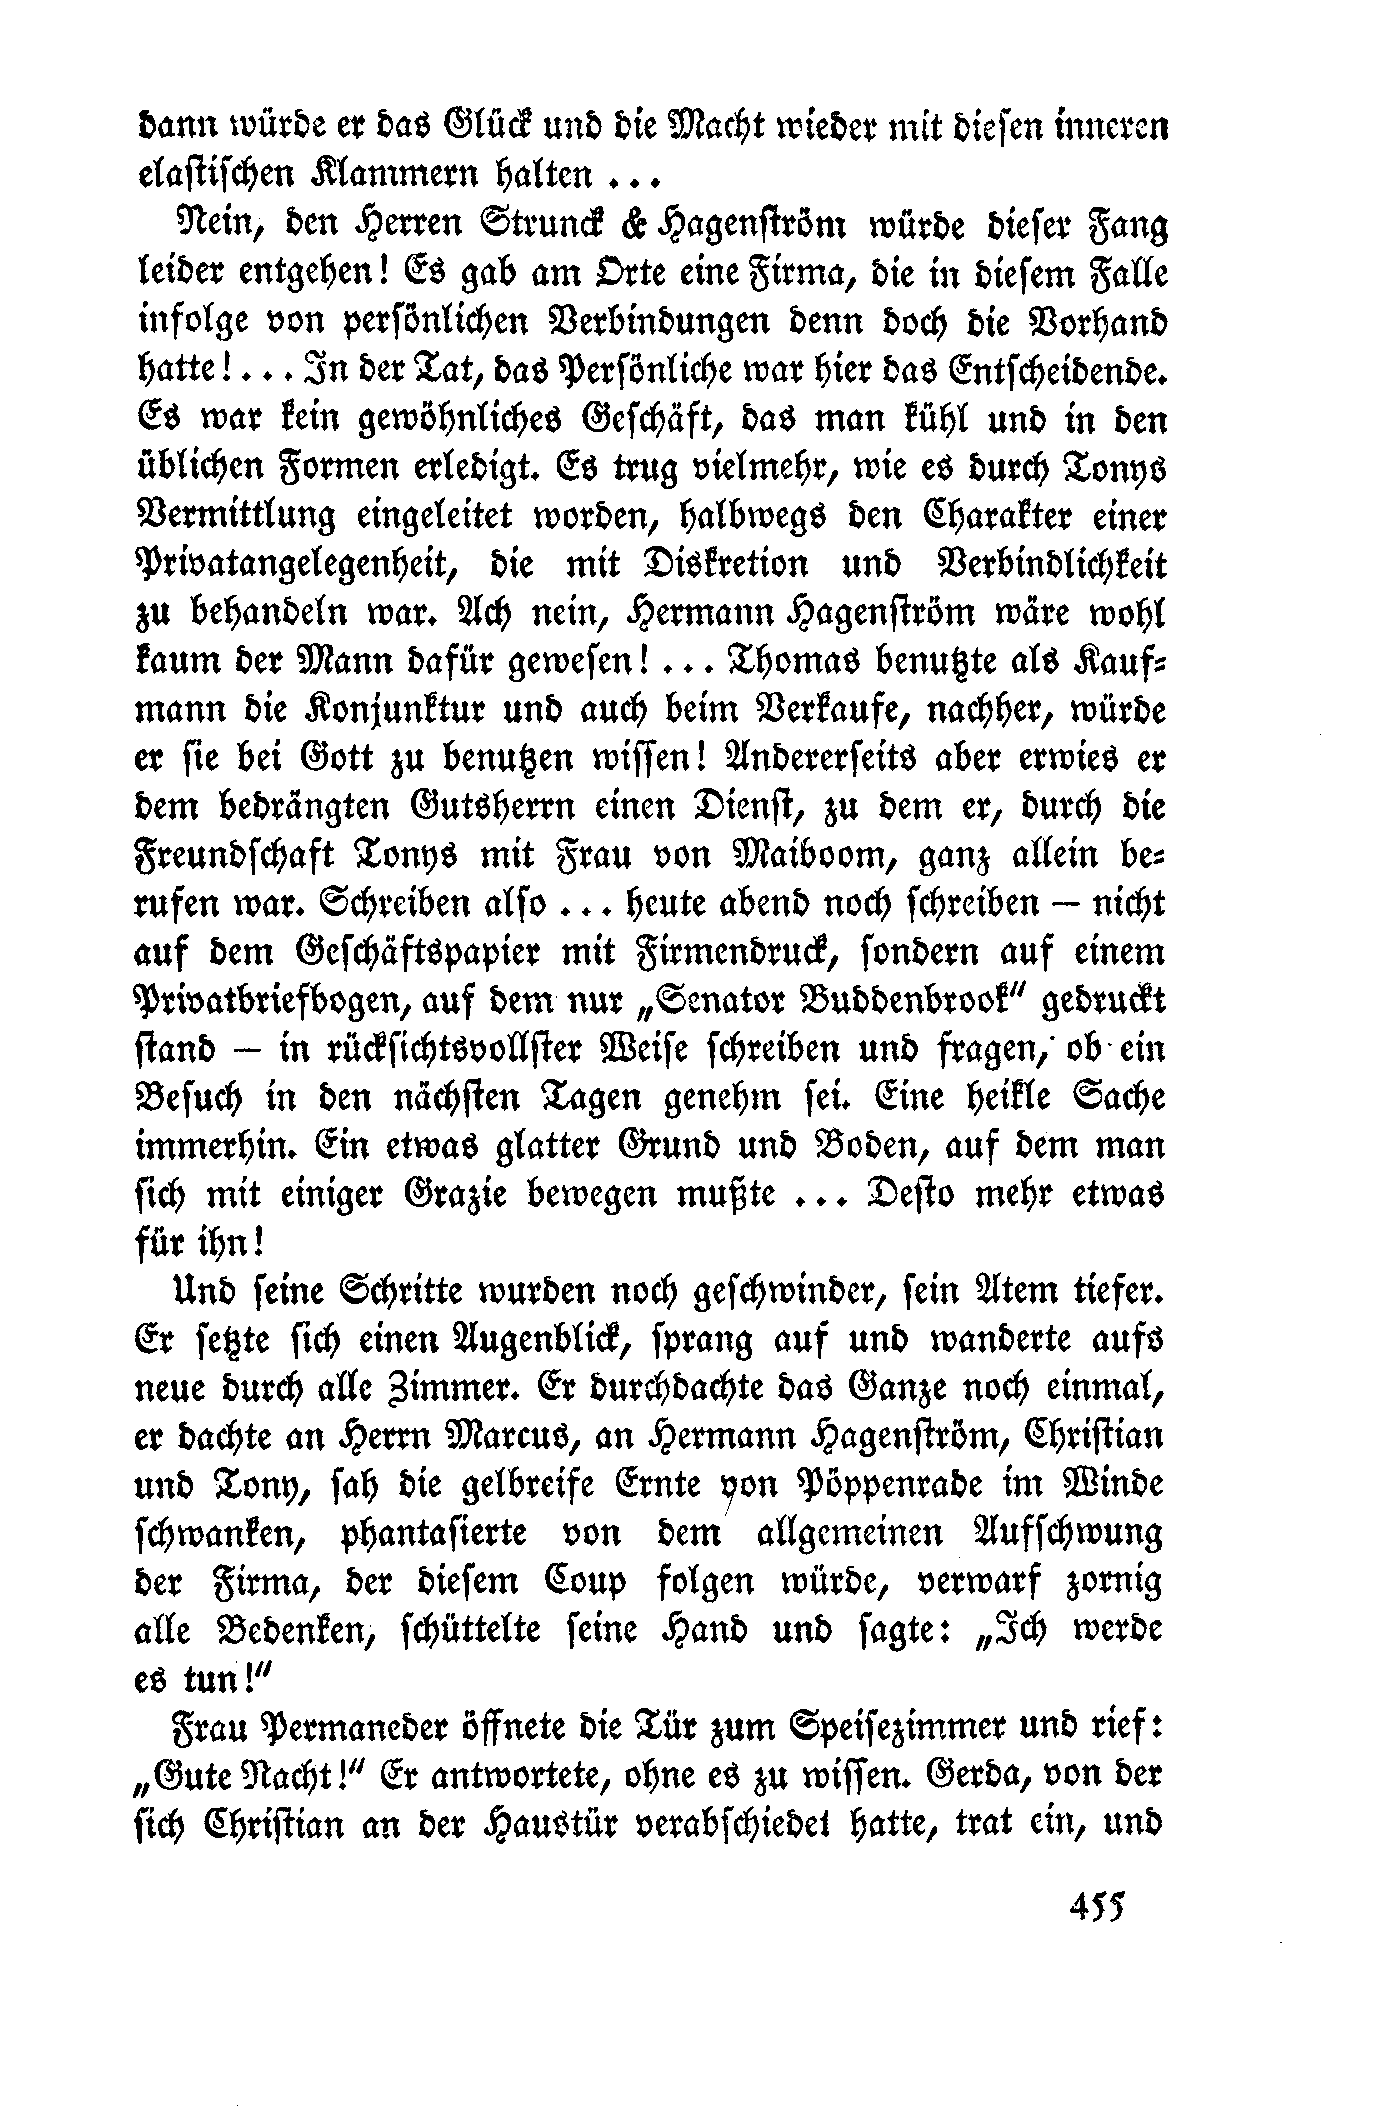 dann würde er das Glück und die Macht wieder mit diesen inneren
elastischen Klammern halten ...
Nein, den Herren Strunck & Hagenström würde dieser Fang
leider entgehen! Es gab am Orte eine Firma, die in diesem Falle
infolge von persönlichen Verbindungen denn doch die Vorhand
hatte! ... In der Tat, das Persönliche war hier das Entscheidende.
Es war kein gewöhnliches Geschäft, das man kühl und in den
üblichen Formen erledigt. Es trug vielmehr, wie es durch Tonys
Vermittlung eingeleitet worden, halbwegs den Charakter einer
Privatangelegenheit, die mit Diskretion und Verbindlichkeit
zu behandeln war. Ach nein, Hermann Hagenström wäre wohl
kaum der Mann dafür gewesen! ... Thomas benutzte als Kauf-
mann die Konjunktur und auch beim Verkaufe, nachher, würde
er sie bei Gott zu benutzen wissen! Andererseits aber erwies er
dem bedrängten Gutsherrn einen Dienst, zu dem er, durch die
Freundschaft Tonys mit Frau von Maiboom, ganz allein be-
rufen war. Schreiben also ... heute abend noch schreiben — nicht
auf dem Geschäftspapier mit Firmendruck, sondern auf einem
Privatbriefbogen, auf dem nur „Senator Buddenbrook“ gedruckt
stand — in rücksichtsvollster Weise schreiben und fragen, ob ein
Besuch in den nächsten Tagen genehm sei. Eine heikle Sache
immerhin. Ein etwas glatter Grund und Boden, auf dem man
sich mit einiger Grazie bewegen mußte ... Desto mehr etwas
für ihn!
Und seine Schritte wurden noch geschwinder, sein Atem tiefer.
Er setzte sich einen Augenblick, sprang auf und wanderte aufs
neue durch alle Zimmer. Er durchdachte das Ganze noch einmal,
er dachte an Herrn Marcus, an Hermann Hagenström, Christian
und Tony, sah die gelbreife Ernte von Pöppenrade im Winde
schwanken, phantasierte von dem allgemeinen Aufschwung
der Firma, der diesem Coup folgen würde, verwarf zornig
alle Bedenken, schüttelte seine Hand und sagte: „Ich werde
es tun!“
Frau Permaneder öffnete die Tür zum Speisezimmer und rief:
„Gute Nacht!“ Er antwortete, ohne es zu wissen. Gerda, von der
sich Christian an der Haustür verabschiedet hatte, trat ein, und
455